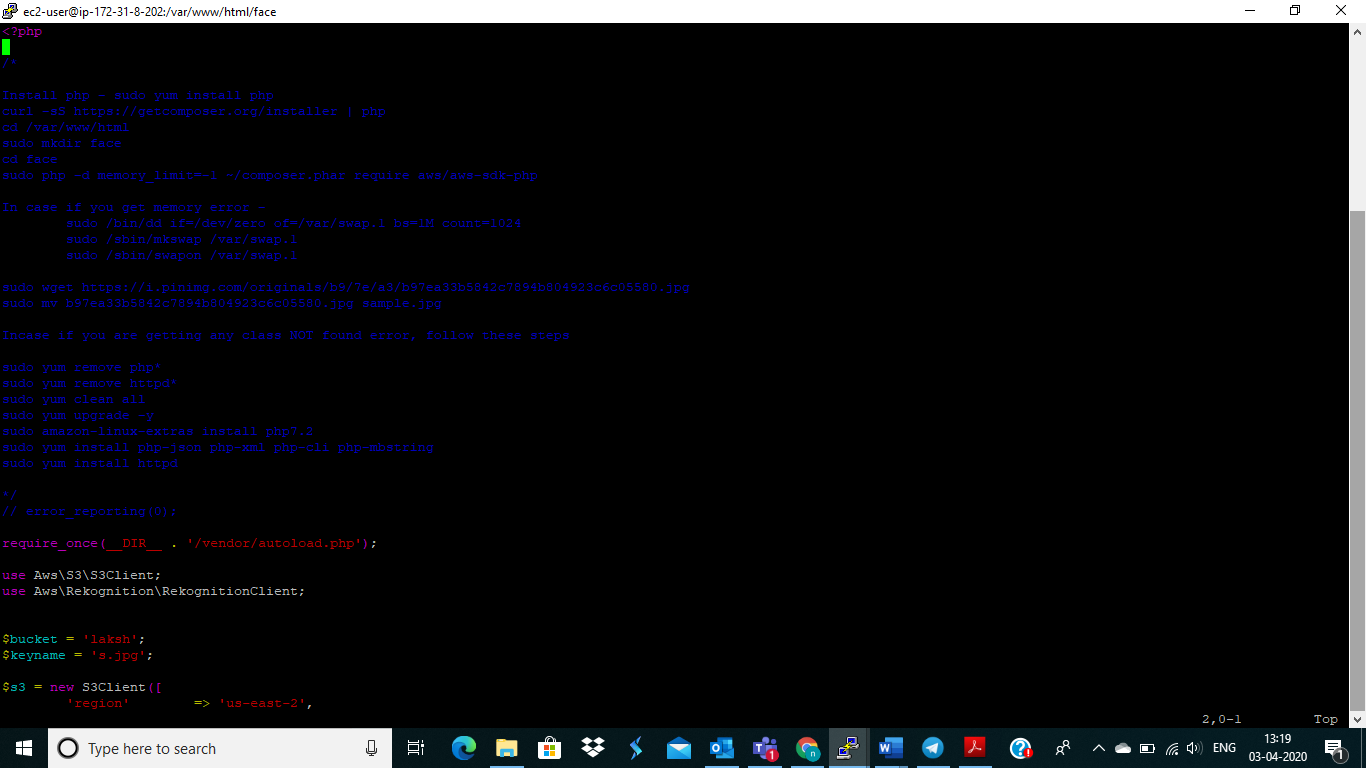 ec2-user@ip-172-31-8-202:/var/www/html/face
<?php
/*
Install php - sudo yum install php
curl -sS https://getcomposer.org/installer | php
cd /var/www/html
sudo mkdir face
cd face
sudo php -d memory_limit=-1 ~/composer.phar require aws/aws-sdk-php
In case if you get memory error -
sudo /bin/dd if=/dev/zero of=/var/swap.1 bs=1M count=1024
sudo /sbin/mkswap /var/swap.1
sudo /sbin/swapon /var/swap.1
sudo wget https://i.pinimg.com/originals/b9/7e/a3/b97ea33b5842c7894b804923c6c05580.jpg
sudo mv b97ea33b5842c7894b804923c6c05580.jpg sample.jpg
Incase if you are getting any class NOT found error, follow these steps
sudo yum remove php*
sudo yum remove httpd*
sudo yum clean all
sudo yum upgrade -y
sudo amazon-linux-extras install php7.2
sudo yum install php-json php-xml php-cli php-mbstring
sudo yum install httpd
*/
// error_reporting(0);
require_once(__DIR__ . '/vendor/autoload.php');
use Aws\S3\S3Client;
use Aws\Rekognition\RekognitionClient;
$bucket = 'laksh';
$keyname = 's.jpg';
$s3 = new S3Client([
'region' => 'us-east-2',
2,0-1 Top
Type here to search
ENG
13:19
03-04-2020